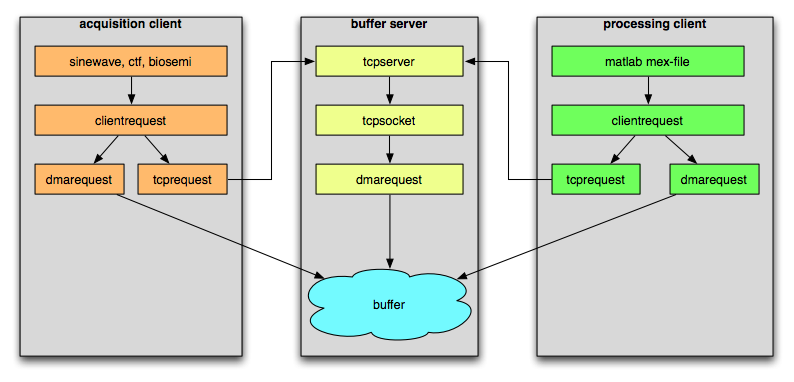 acquisition client
buffer server
processing client
sinewave, ctf, biosemi
tcpserver
matlab mex-file
clientrequest
tcpsocket
clientrequest
dmarequest
tcprequest
dmarequest
tcprequest
dmarequest
buffer